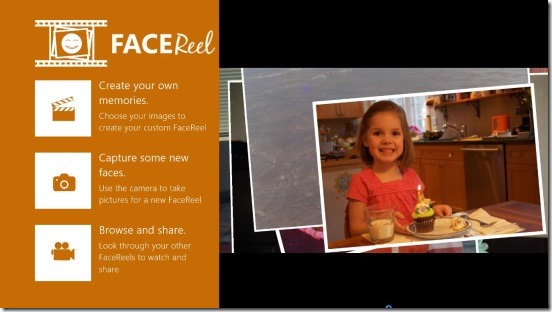 FACEReel
Create your own
memories.
Choose your images to
create your custom FaceReel
Capture some new
faces.
Use the camera to take
pictures for a new FaceReel
Browse and share.
Look through your other
FaceReels to watch and
share